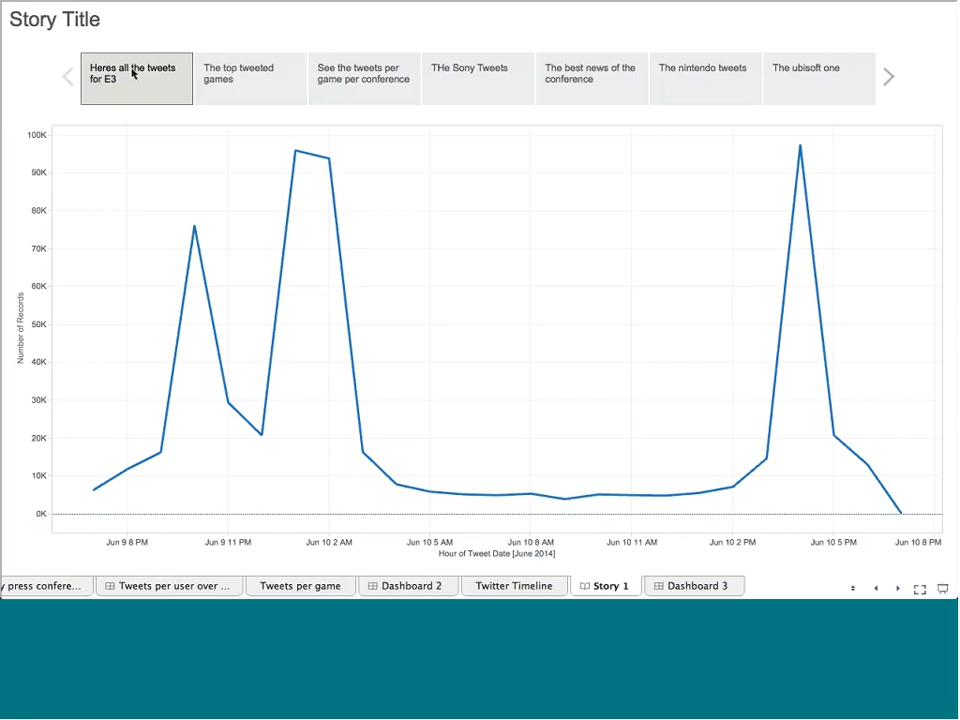 Story Title
Heres all the tweets
for E3
The top tweeted
games
See the tweets per
game per conference
THe Sony Tweets
The best news of the
conference
The nintendo tweets
The ubisoft one
100K
90K
80K
70K
60K
50K
40K
30K
20K
10K
0K
Number of Records
Jun 9 8 PM
Jun 9 11 PM
Jun 10 2 AM
Jun 10 5 AM
Jun 10 8 AM
Jun 10 11 AM
Jun 10 2 PM
Jun 10 5 PM
Jun 10 8 PM
Hour of Tweet Date [June 2014]
y press confere...
Tweets per user over ...
Tweets per game
Dashboard 2
Twitter Timeline
Story 1
Dashboard 3